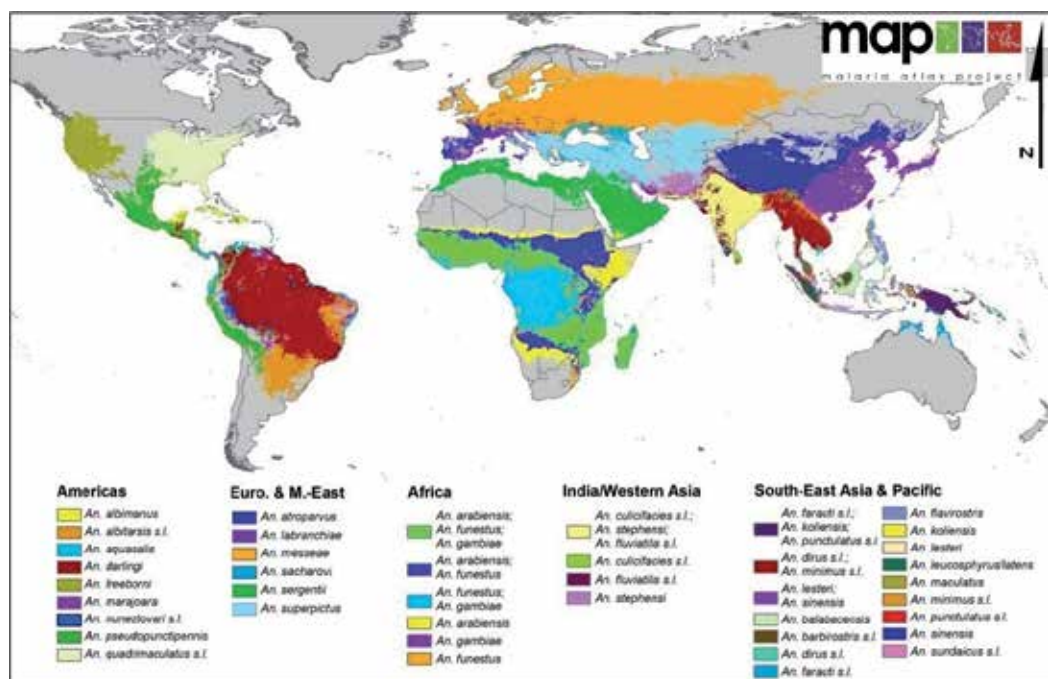 map
malaria atlas project
N
Americas
An. albimanus
An. albitarsis s.l.
An. aquasalis
An. darlingi
An. freeborni
An. marajoara
An. nuneztovari s.l.
An. pseudopunctipennis
An. quadrimaculatus s.l.
Euro. & M.-East
An. atroparvus
An. labranchiae
An. messeae
An. sacharovi
An. sergentii
An. superpictus
Africa
An. arabiensis;
An. funestus;
An. gambiae
An. arabiensis;
An. funestus
An. funestus;
An. gambiae
An. arabiensis
An. gambiae
An. funestus
India/Western Asia
An. culicifacies s.l.;
An. stephensi;
An. fluviatilis s.l.
An. culicifacies s.l.
An. fluviatilis s.l.
An. stephensi
South-East Asia & Pacific
An. farauti s.l.;
An. koliensis;
An. punctulatus s.l.
An. dirus s.l.;
An. minimus s.l.
An. lesteri;
An. sinensis
An. balabacensis
An. barbirostris s.l.
An. dirus s.l.
An. farauti s.l.
An. flavirostris
An. koliensis
An. lesteri
An. leucosphyrus/latens
An. maculatus
An. minimus s.l.
An. punctulatus s.l.
An. sinensis
An. sundaicus s.l.